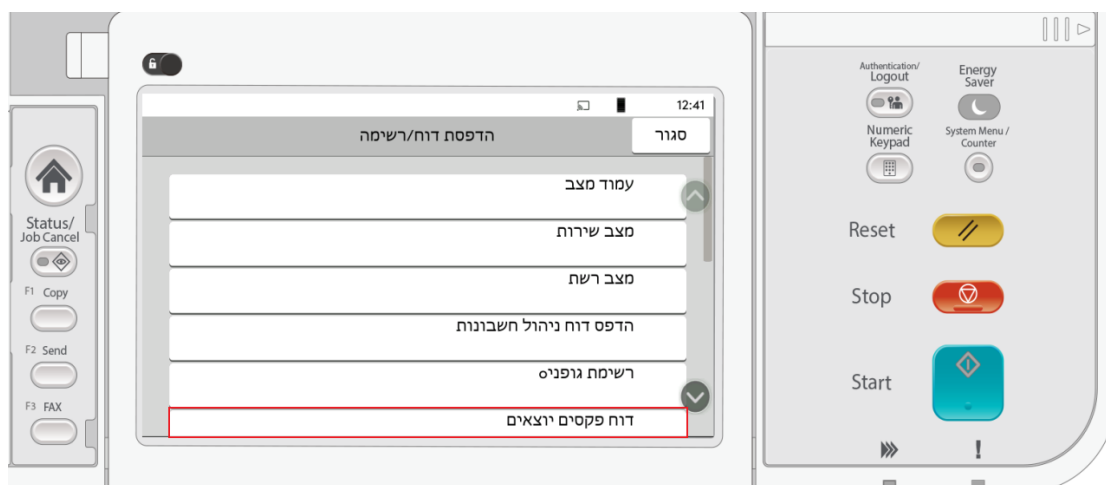 12:41
הדפסת דוח/רשימה
סגור
עמוד מצב
מצב שירות
מצב רשת
הדפס דוח ניהול חשבונות
רשימת גופניo
דוח פקסים יוצאים
Status/
Job Cancel
F1 Copy
F2 Send
F3 FAX
Authentication/
Logout
Energy
Saver
Numeric
Keypad
System Menu /
Counter
Reset
Stop
Start